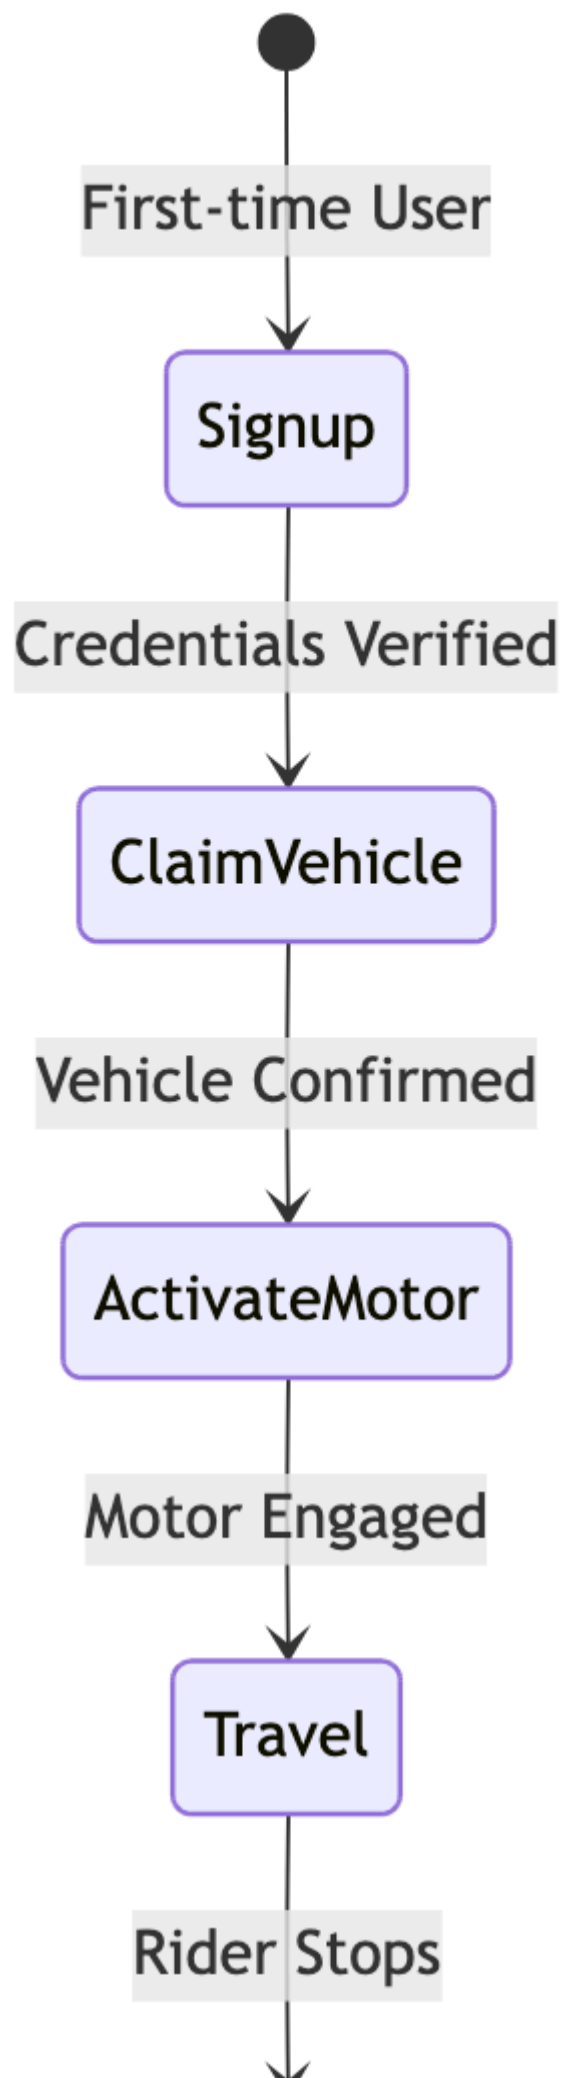 First-time User
Signup
Credentials Verified
ClaimVehicle
Vehicle Confirmed
ActivateMotor
Motor Engaged
Travel
Rider Stops